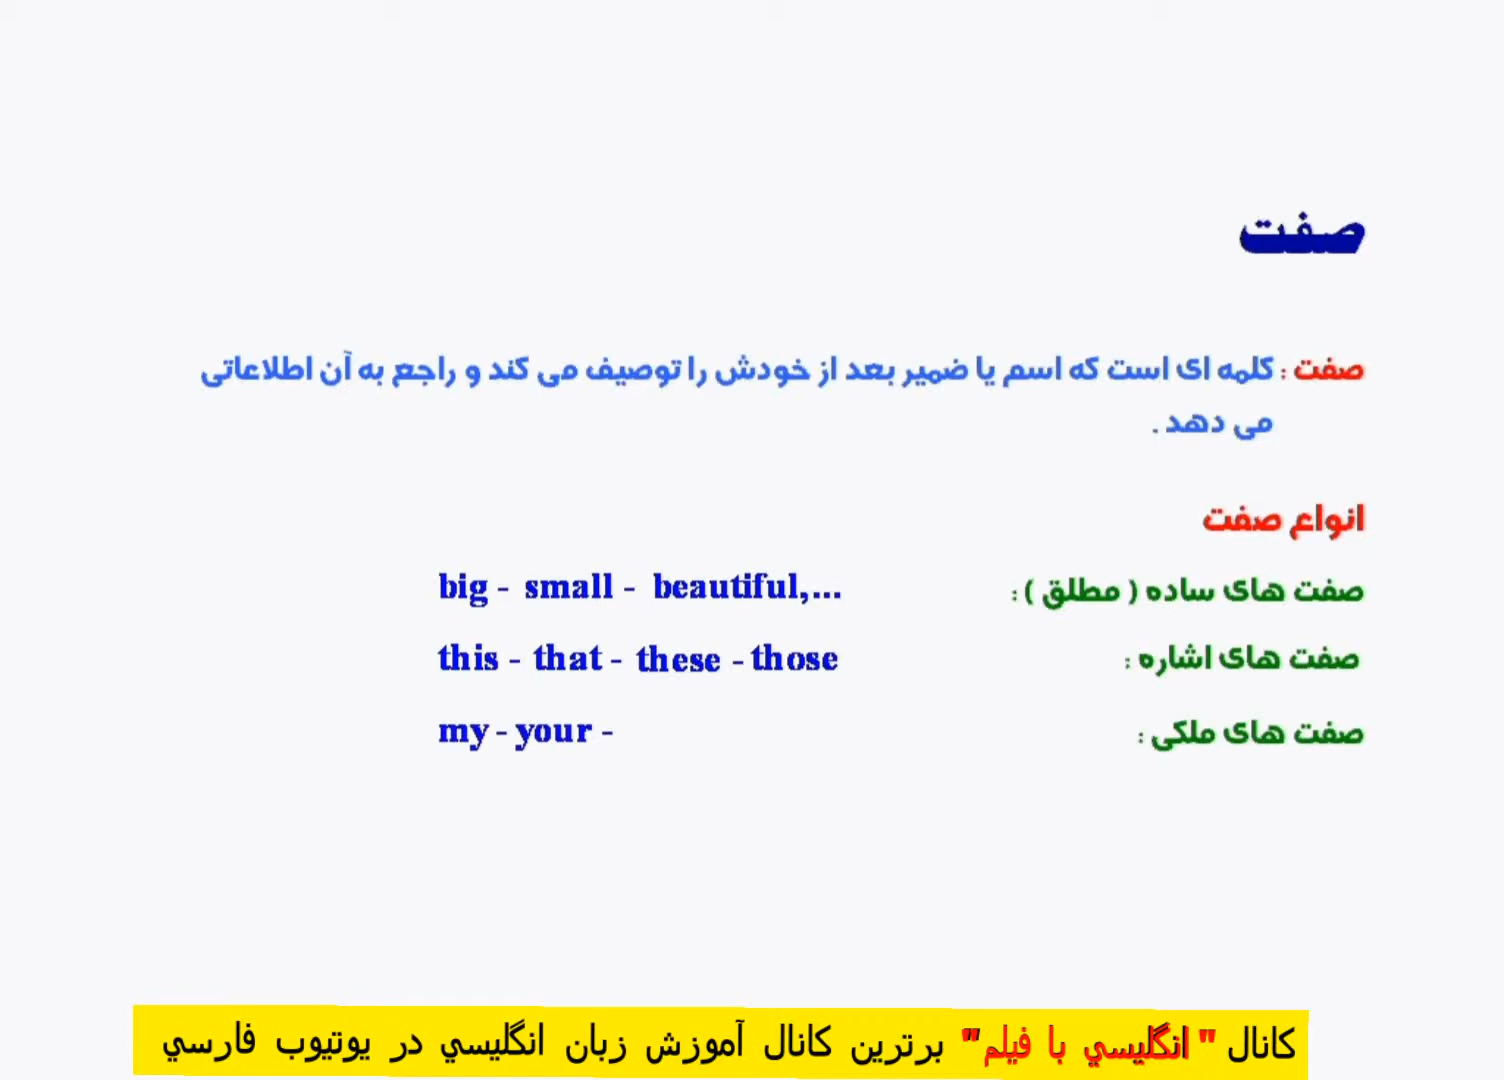 صفت
صفت : کلمه ای است که اسم یا ضمیر بعد از خودش را توصیف می کند و راجع به آن اطلاعاتی
می دهد .
انواع صفت
صفت های ساده ( مطلق ) : big - small - beautiful,...
صفت های اشاره : this - that - these - those
صفت های ملکی : my - your -
کانال " انگليسي با فيلم" برترين کانال آموزش زبان انگليسي در يوتيوب فارسي